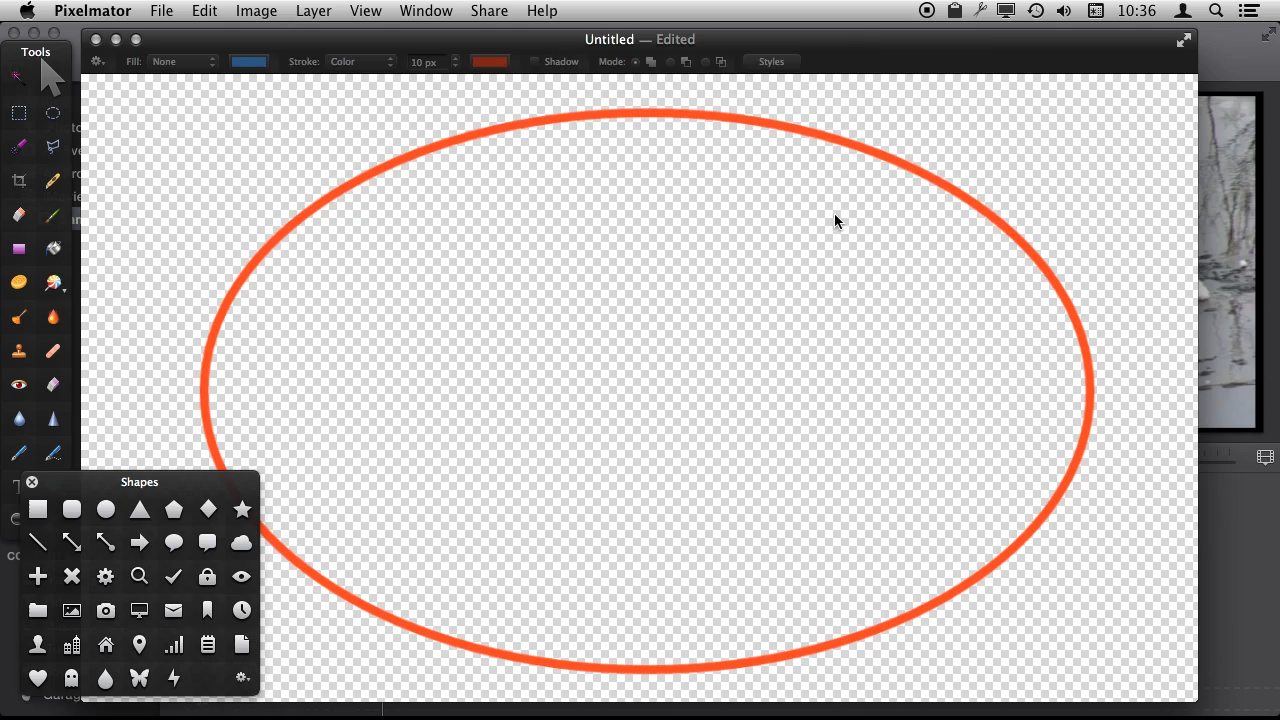 Pixelmator File Edit Image Layer View Window Share Help 10:36
Tools
Untitled — Edited
Fill: None Stroke: Color 10 px Shadow Mode: Styles
Shapes